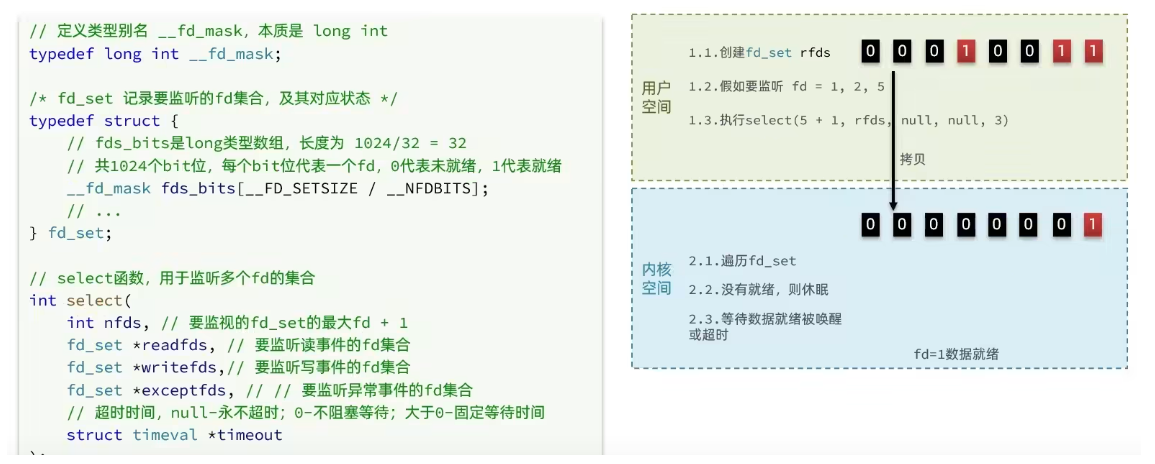 // 定义类型别名 __fd_mask，本质是 long int
typedef long int __fd_mask;
/* fd_set 记录要监听的fd集合，及其对应状态 */
typedef struct {
// fds_bits是long类型数组，长度为 1024/32 = 32
// 共1024个bit位，每个bit位代表一个fd，0代表未就绪，1代表就绪
__fd_mask fds_bits[__FD_SETSIZE / __NFDBITS];
// ...
} fd_set;
// select函数，用于监听多个fd的集合
int select(
int nfds, // 要监视的fd_set的最大fd + 1
fd_set *readfds, // 要监听读事件的fd集合
fd_set *writefds,// 要监听写事件的fd集合
fd_set *exceptfds, // // 要监听异常事件的fd集合
// 超时时间，null-永不超时；0-不阻塞等待；大于0-固定等待时间
struct timeval *timeout
用户
空间
1.1.创建fd_set rfds
0 0 0 1 0 0 1 1
1.2.假如要监听 fd = 1, 2, 5
1.3.执行select(5 + 1, rfds, null, null, 3)
拷贝
内核
空间
0 0 0 0 0 0 0 1
2.1.遍历fd_set
2.2.没有就绪，则休眠
2.3.等待数据就绪被唤醒
或超时
fd=1数据就绪